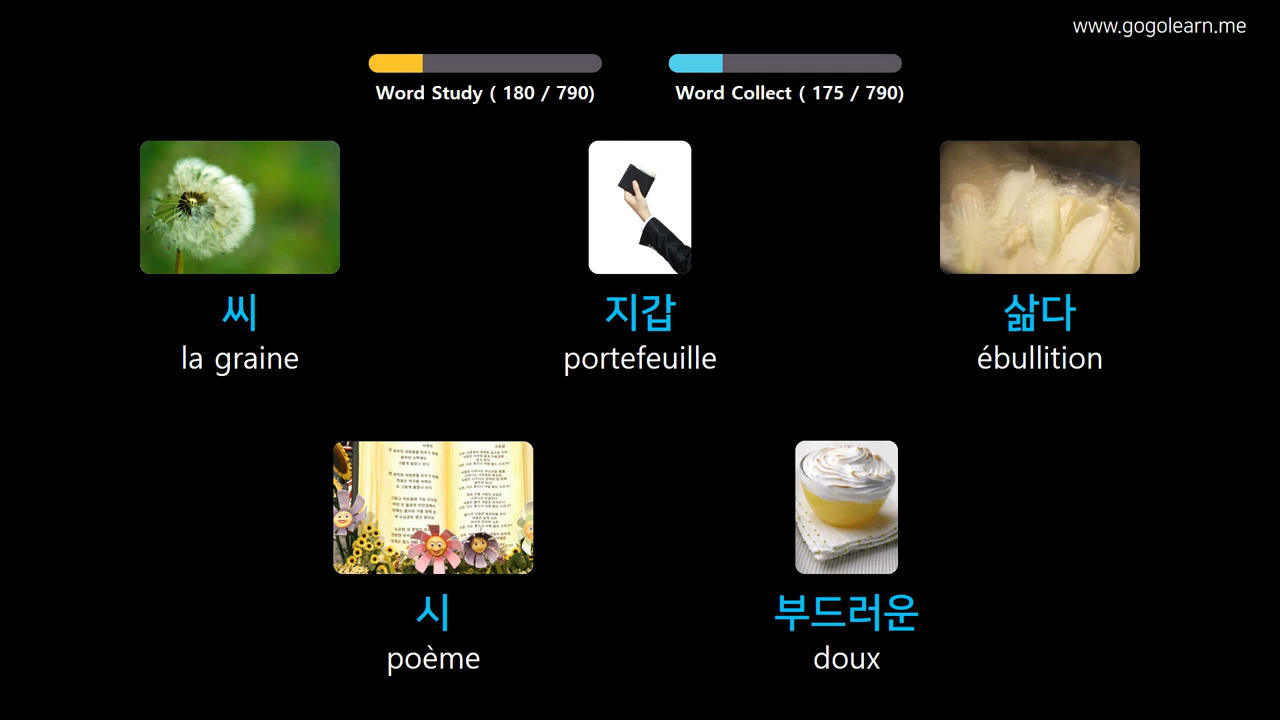 www.gogolearn.me
Word Study ( 180 / 790)
Word Collect ( 175 / 790)
씨
la graine
지갑
portefeuille
삶다
ébullition
시
poème
부드러운
doux